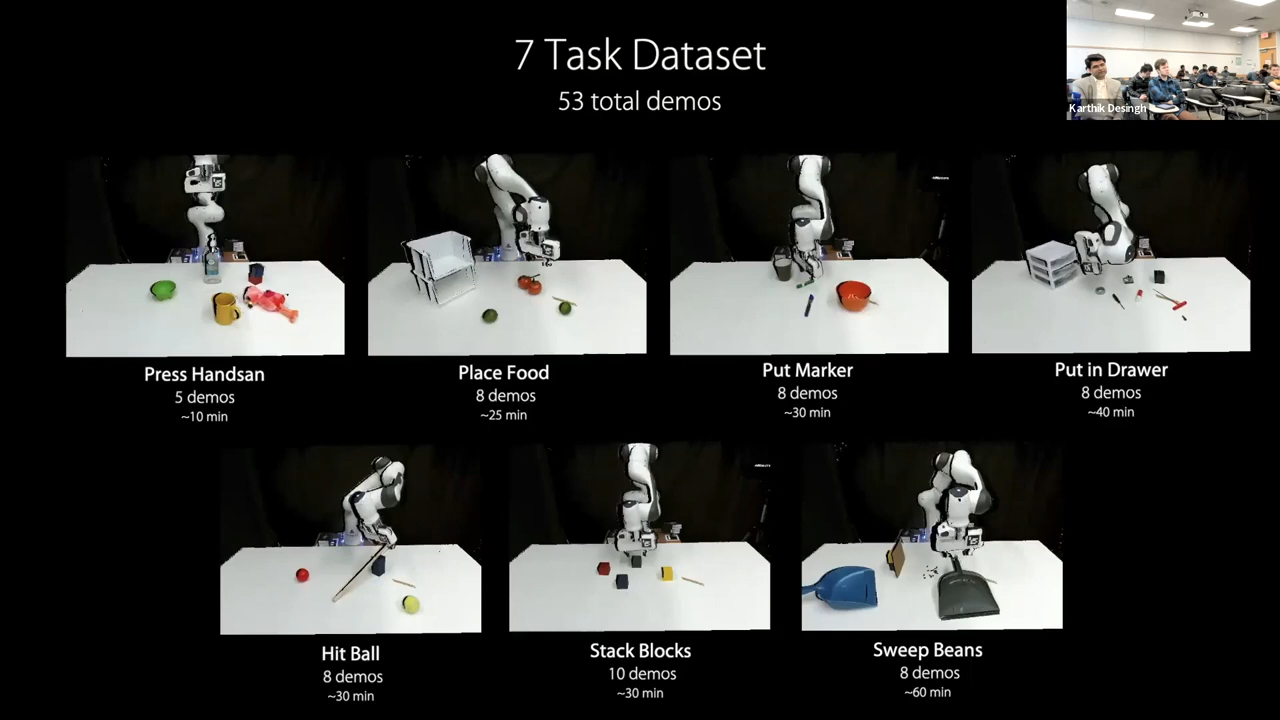 7 Task Dataset
53 total demos
Karthik Desingh
Press Handsan
5 demos
~10 min
Place Food
8 demos
~25 min
Put Marker
8 demos
~30 min
Put in Drawer
8 demos
~40 min
Hit Ball
8 demos
~30 min
Stack Blocks
10 demos
~30 min
Sweep Beans
8 demos
~60 min